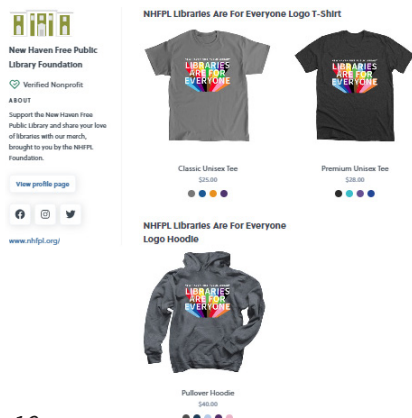 New Haven Free Public
Library Foundation
Verified Nonprofit
ABOUT
Support the New Haven Free
Public Library and share your love
of libraries with our merch,
brought to you by the NHFPL
Foundation.
View profile page
www.nhfpl.org/
NHFPL Libraries Are For Everyone Logo T-Shirt
LIBRARIES
ARE FOR
EVERYONE
LIBRARIES
ARE FOR
EVERYONE
Classic Unisex Tee
$25.00
Premium Unisex Tee
$28.00
NHFPL Libraries Are For Everyone
Logo Hoodie
LIBRARIES
ARE FOR
EVERYONE
Pullover Hoodie
$40.00